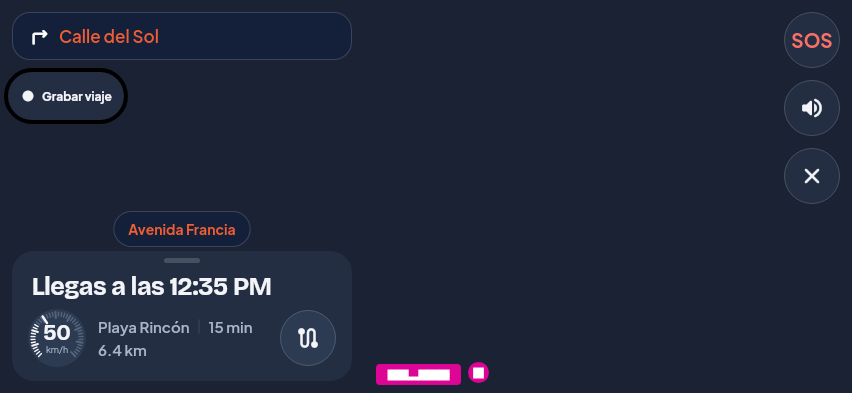 Calle del Sol
SOS
Grabar viaje
Avenida Francia
Llegas a las 12:35 PM
50
km/h
Playa Rincón | 15 min
6.4 km